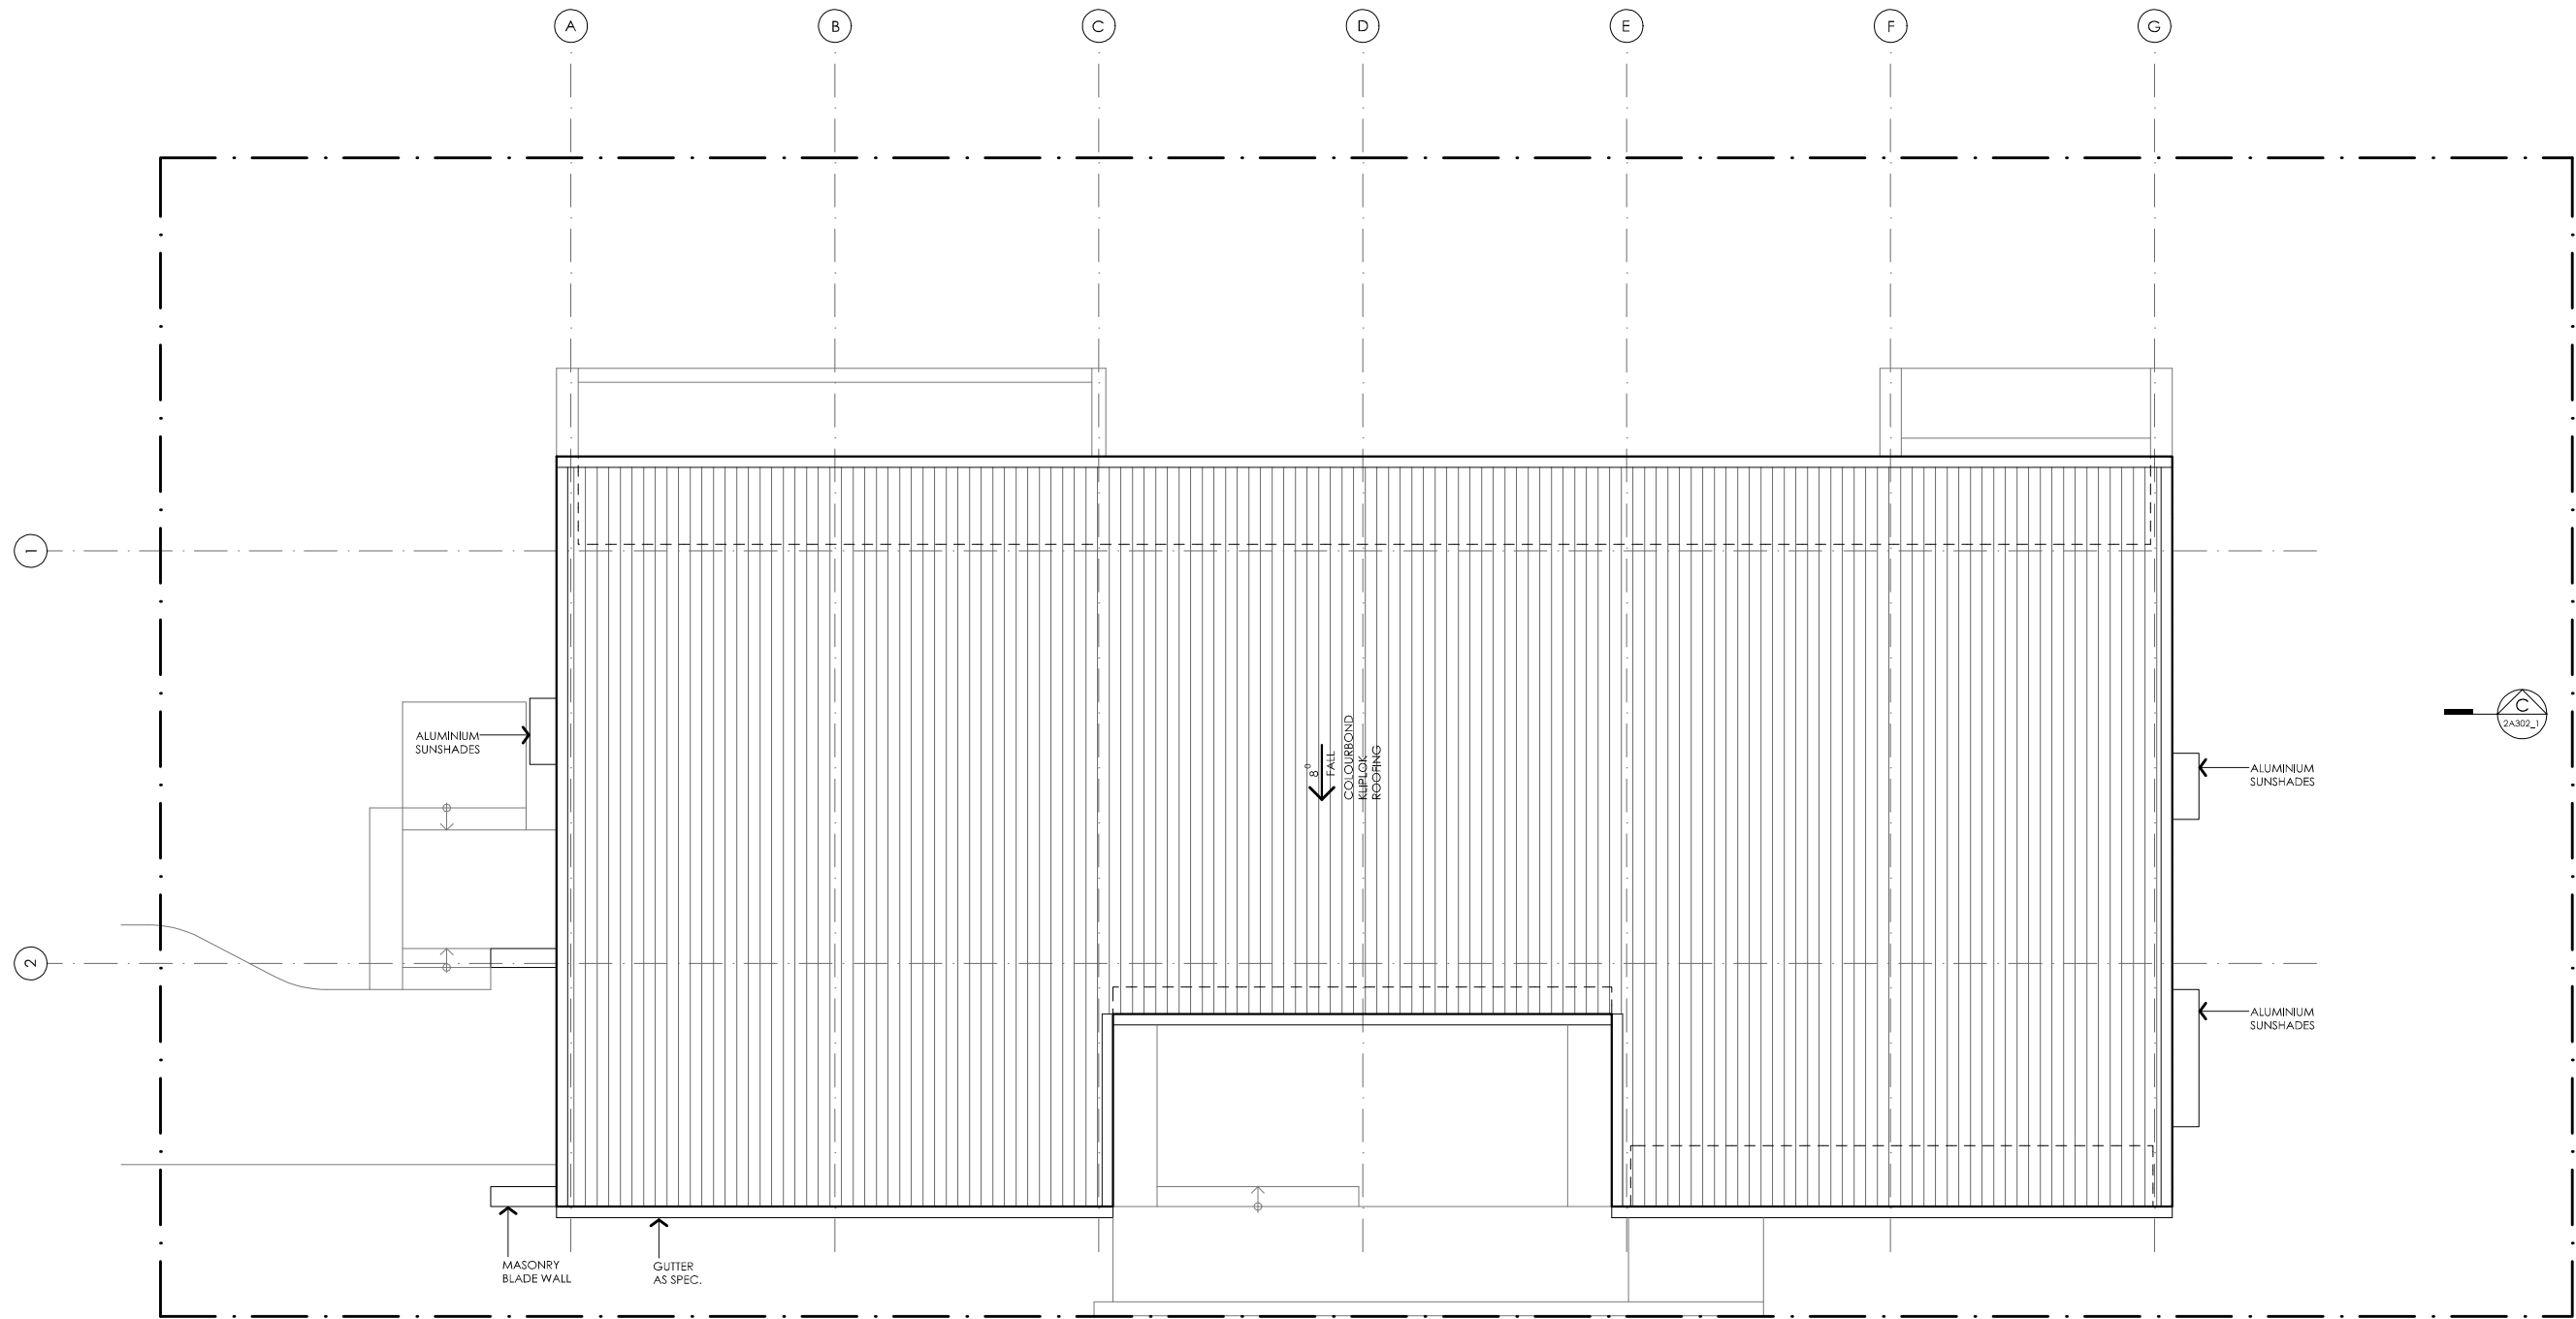 A
B
C
D
E
F
G
1
2
ALUMINIUM
SUNSHADES
8⁰
FALL
COLOURBOND
KLIPLOK
ROOFING
C
2A302_1
ALUMINIUM
SUNSHADES
ALUMINIUM
SUNSHADES
MASONRY
BLADE WALL
GUTTER
AS SPEC.